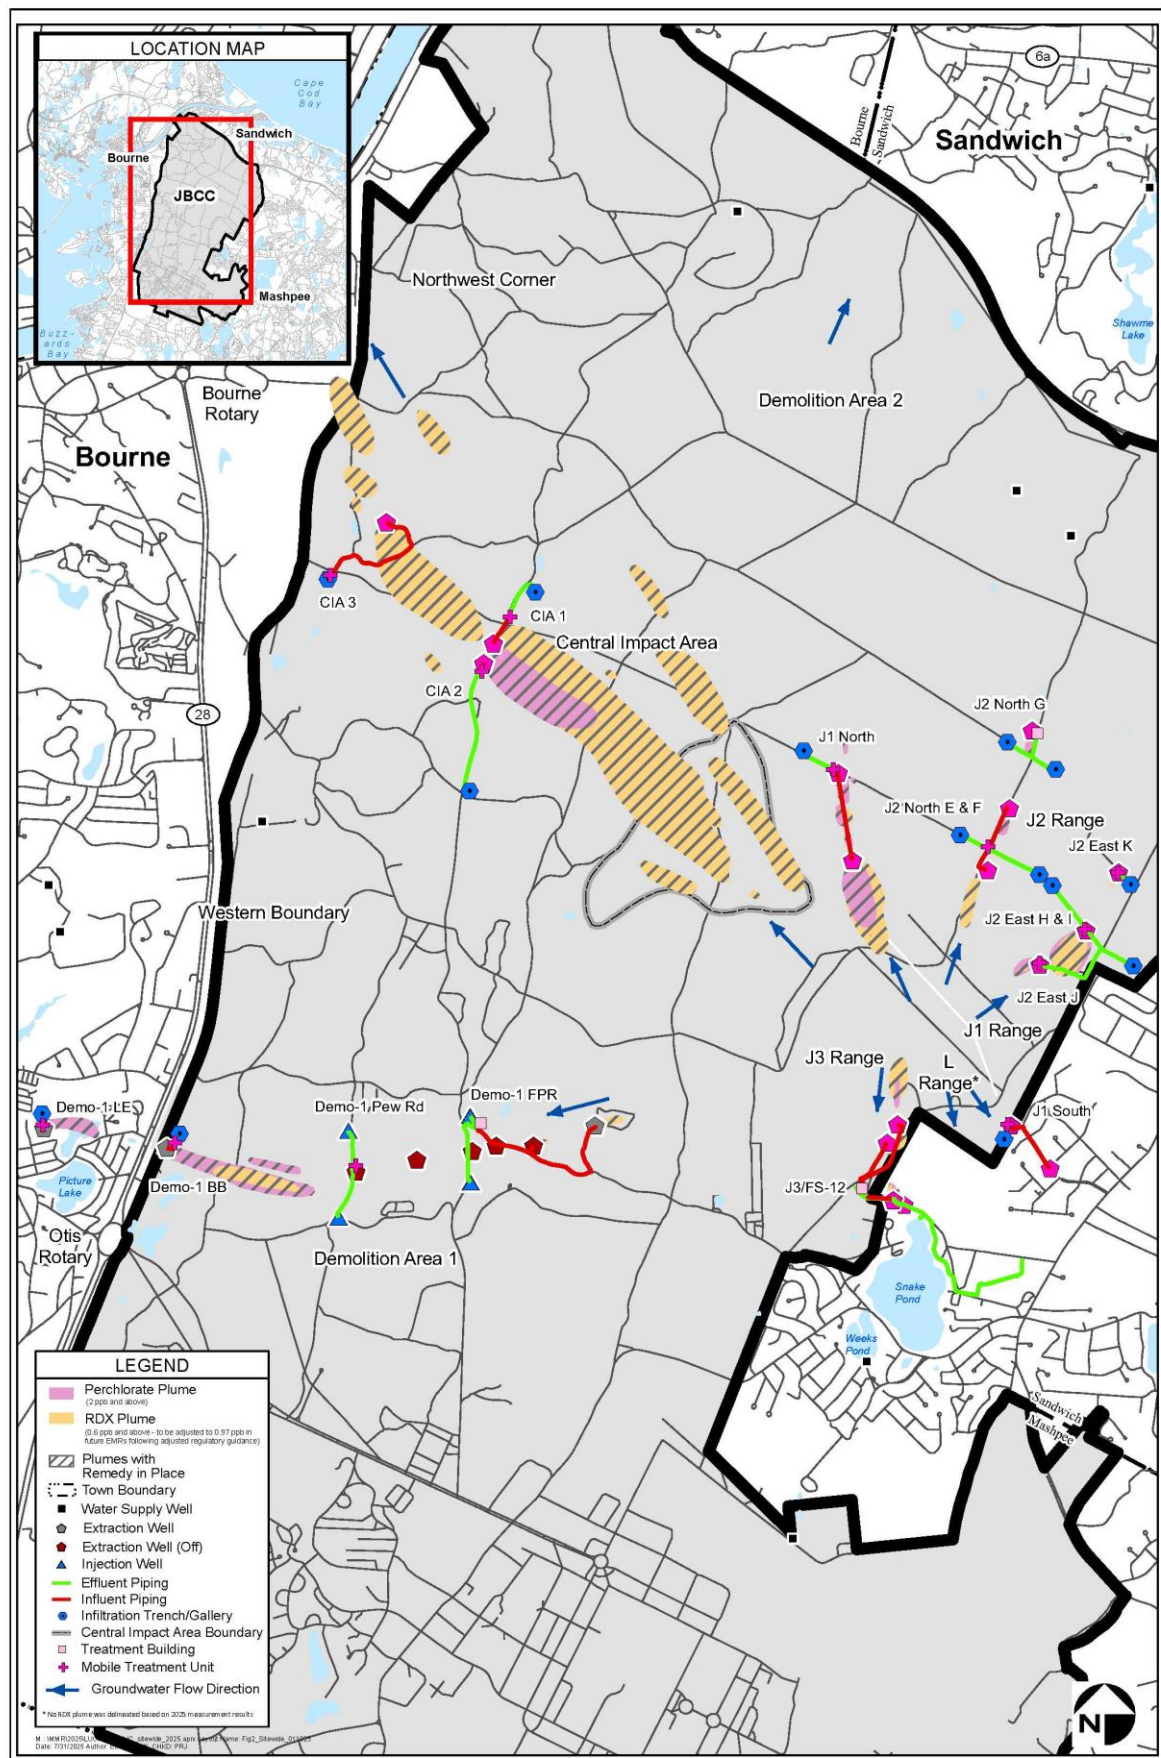 LOCATION MAP
Cape
Cod
Bay
Sandwich
Bourne
JBCC
Mashpee
Buzz-
ards
Bay
6a
Bourne
Sandwich
Sandwich
Shawme
Lake
Northwest Corner
Demolition Area 2
Bourne
Rotary
Bourne
CIA 3
CIA 1
Central Impact Area
CIA 2
28
J2 North G
J1 North
J2 North E & F
J2 Range
J2 East K
Western Boundary
J2 East H & I
J2 East J
J1 Range
J3 Range
L
Range*
J1 South
Demo-1 LE
Demo-1 Pew Rd
Demo-1 FPR
Picture
Lake
Demo-1 BB
J3/FS-12
Otis
Rotary
Demolition Area 1
Snake
Pond
Weeks
Pond
Sandwich
Mashpee
LEGEND
Perchlorate Plume
(2 ppb and above)
RDX Plume
(0.6 ppb and above - to be adjusted to 0.97 ppb in
future EMRs following adjusted regulatory guidance)
Plumes with
Remedy in Place
Town Boundary
Water Supply Well
Extraction Well
Extraction Well (Off)
Injection Well
Effluent Piping
Influent Piping
Infiltration Trench/Gallery
Central Impact Area Boundary
Treatment Building
Mobile Treatment Unit
Groundwater Flow Direction
* No RDX plume was delineated based on 2025 measurement results
Date: 7/31/2025 Author:
N